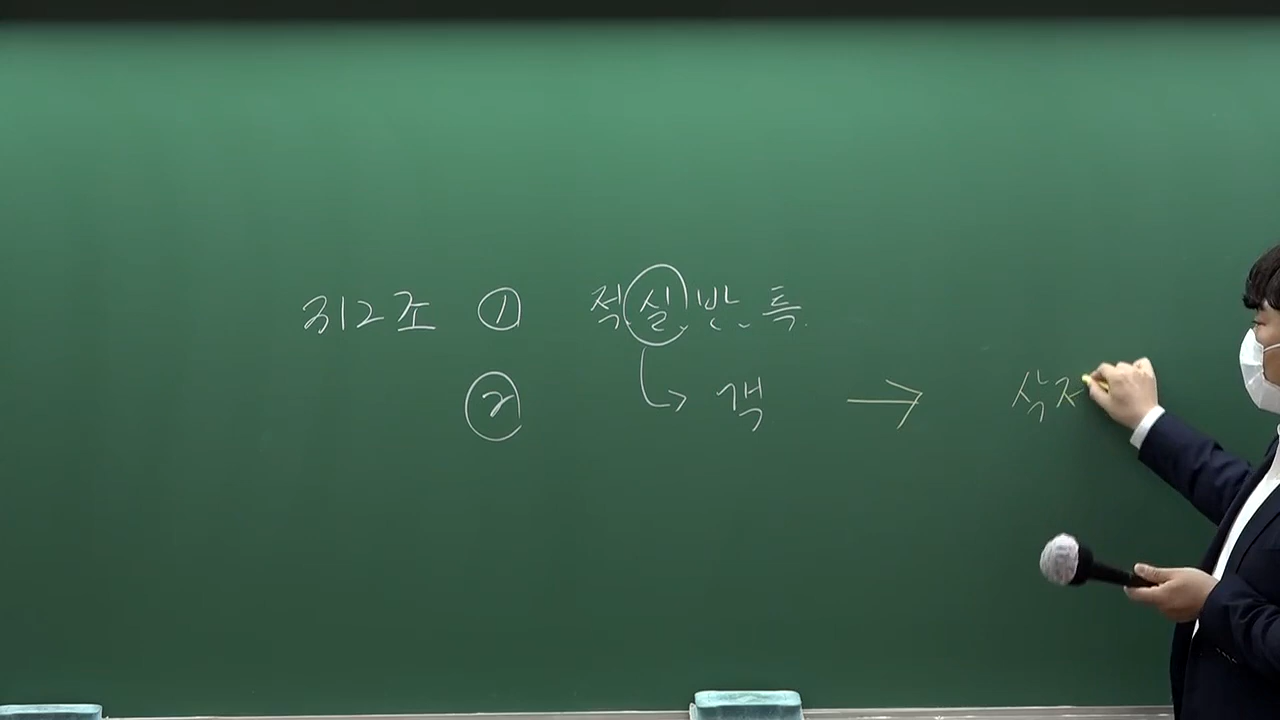 312조 ① 적.실.반.특.
② ↳ 객 → 삭제